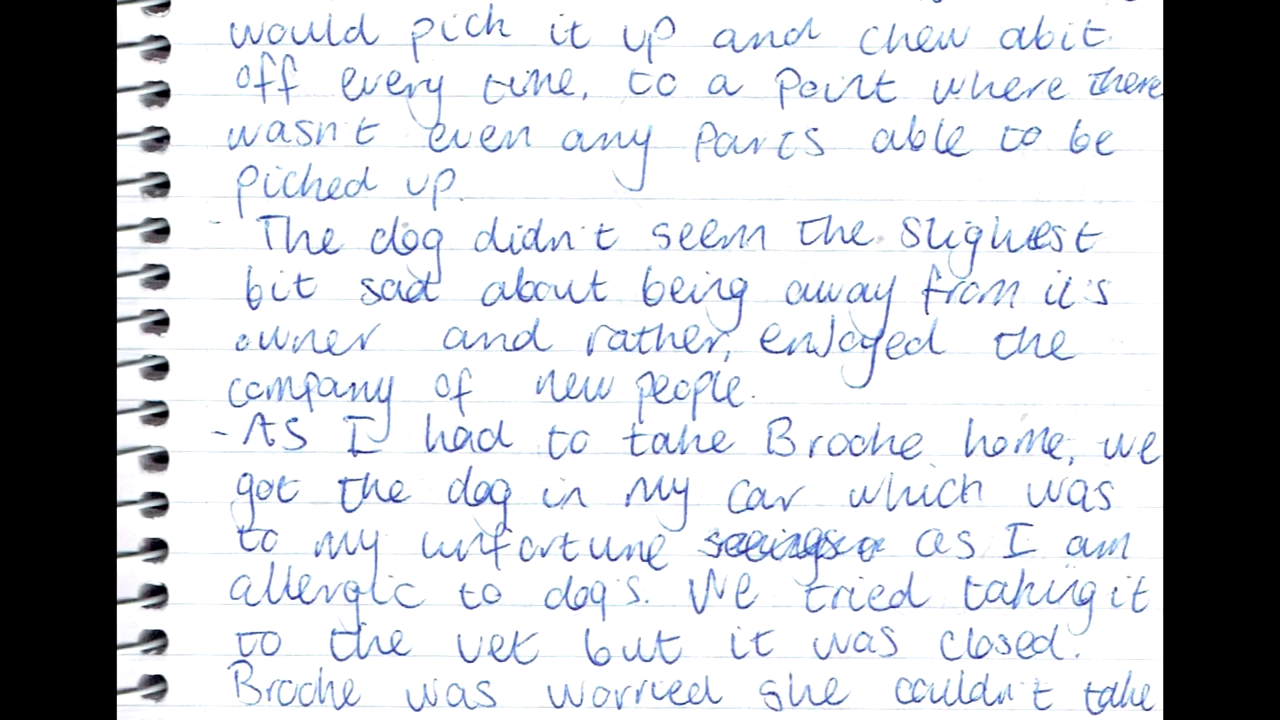 would pick it up and chew abit
off every time, to a point where there
wasn't even any parts able to be
picked up.
- The dog didn't seem the slightest
bit sad about being away from it's
owner and rather, enjoyed the
company of new people.
- As I had to take Brooke home, we
got the dog in my car which was
to my unfortune as I am
allergic to dog's. We tried taking it
to the vet but it was closed.
Brooke was worried she couldn't take